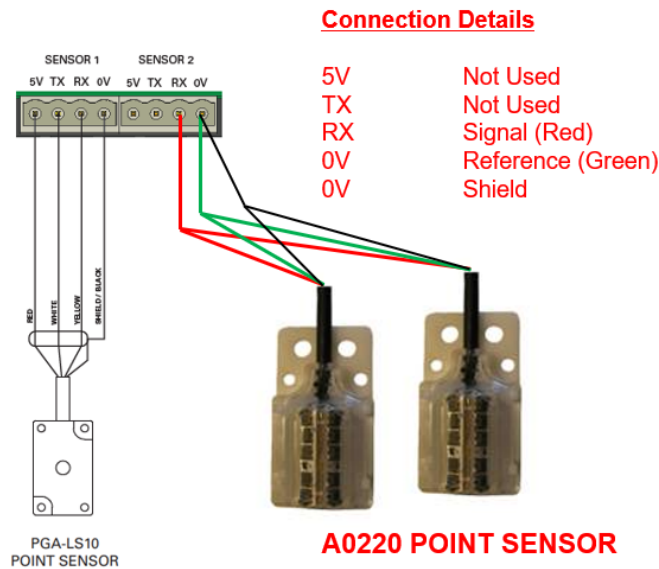 Connection Details
SENSOR 1
SENSOR 2
5V TX RX 0V
5V TX RX 0V
5V Not Used
TX Not Used
RX Signal (Red)
0V Reference (Green)
0V Shield
RED
WHITE
YELLOW
SHIELD / BLACK
PGA-LS10
POINT SENSOR
A0220 POINT SENSOR